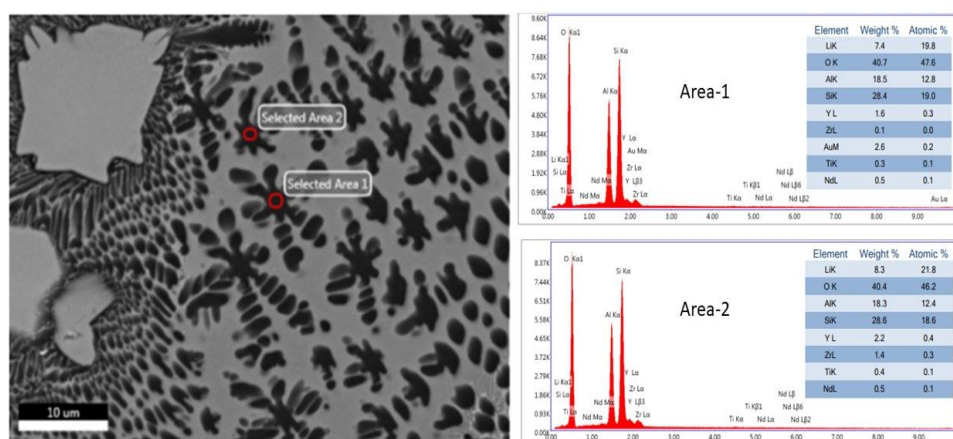 Selected Area 2
Selected Area 1
10 um
9.60K
8.64K
7.68K
6.72K
5.76K
4.80K
3.84K
2.88K
1.92K
0.96K
0.00K
O Kα1
Si Kα
Al Kα
Area-1
Y Lα
Au Mα
Li Kα1
Zr Lα
Si Lα
Nd Mα
Y Lβ3
Ti Lα
Nd Mα
Zr Lα
Ti Kβ1
Nd Lβ
Nd Lβ6
Ti Kα
Nd Lα
Nd Lβ2
Au Lα
0.00 1.00 2.00 3.00 4.00 5.00 6.00 7.00 8.00 9.00
Element Weight % Atomic %
LiK 7.4 19.8
O K 40.7 47.6
AlK 18.5 12.8
SiK 28.4 19.0
Y L 1.6 0.3
ZrL 0.1 0.0
AuM 2.6 0.2
TiK 0.3 0.1
NdL 0.5 0.1
8.37K
7.44K
6.51K
5.58K
4.65K
3.72K
2.79K
1.86K
0.93K
0.00K
O Kα1
Si Kα
Al Kα
Area-2
Y Lα
Li Kα1
Zr Lα
Si Lα
Nd Mα
Y Lβ3
Ti Lα
Nd Mα
Zr Lα
Ti Kβ1
Nd Lβ
Nd Lβ6
Ti Kα
Nd Lα
Nd Lβ2
0.00 1.00 2.00 3.00 4.00 5.00 6.00 7.00 8.00 9.00
Element Weight % Atomic %
LiK 8.3 21.8
O K 40.4 46.2
AlK 18.3 12.4
SiK 28.6 18.6
Y L 2.2 0.4
ZrL 1.4 0.3
TiK 0.4 0.1
NdL 0.5 0.1